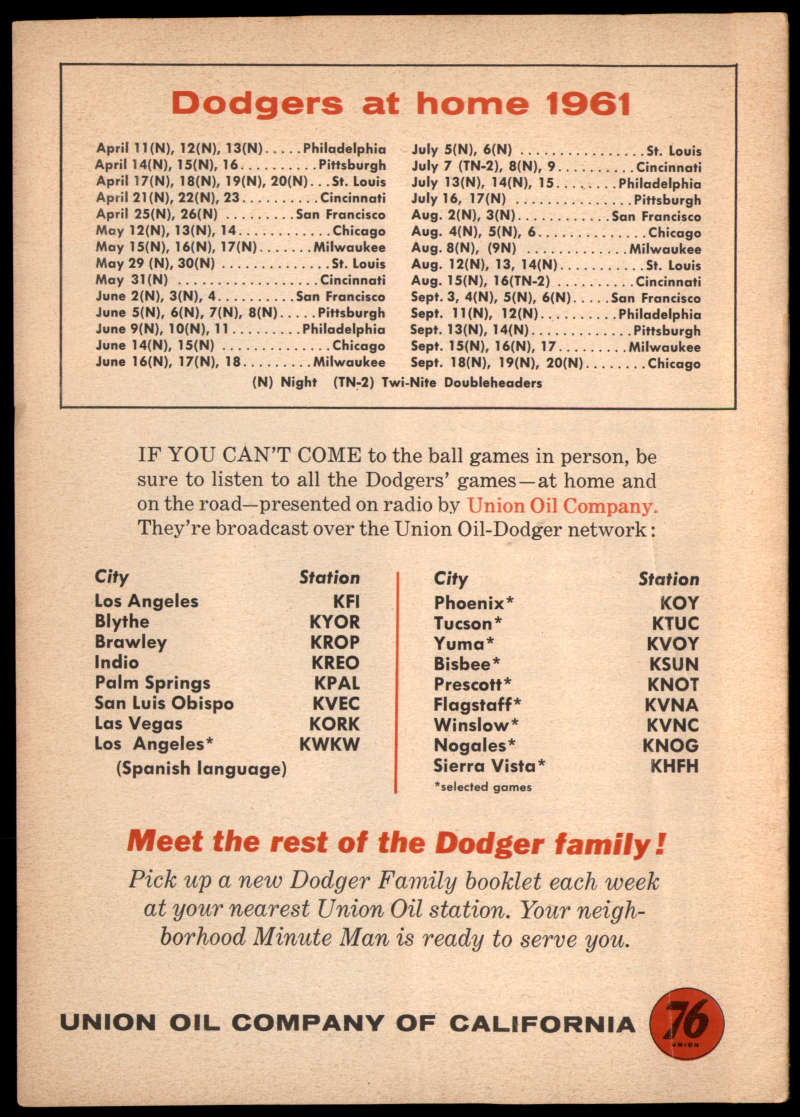 Dodgers at home 1961
April 11(N), 12(N), 13(N).....Philadelphia
April 14(N), 15(N), 16..........Pittsburgh
April 17(N), 18(N), 19(N), 20(N)...St. Louis
April 21(N), 22(N), 23..........Cincinnati
April 25(N), 26(N) .........San Francisco
May 12(N), 13(N), 14............Chicago
May 15(N), 16(N), 17(N).......Milwaukee
May 29 (N), 30(N) ..............St. Louis
May 31(N) ..................Cincinnati
June 2(N), 3(N), 4..........San Francisco
June 5(N), 6(N), 7(N), 8(N).....Pittsburgh
June 9(N), 10(N), 11 .........Philadelphia
June 14(N), 15(N) ..............Chicago
June 16(N), 17(N), 18.........Milwaukee
July 5(N), 6(N) ................St. Louis
July 7 (TN-2), 8(N), 9..........Cincinnati
July 13(N), 14(N), 15........Philadelphia
July 16, 17(N) ...............Pittsburgh
Aug. 2(N), 3(N)............San Francisco
Aug. 4(N), 5(N), 6..............Chicago
Aug. 8(N), (9N) .............Milwaukee
Aug. 12(N), 13, 14(N)...........St. Louis
Aug. 15(N), 16(TN-2) ..........Cincinnati
Sept. 3, 4(N), 5(N), 6(N).....San Francisco
Sept. 11(N), 12(N)..........Philadelphia
Sept. 13(N), 14(N).............Pittsburgh
Sept. 15(N), 16(N), 17.........Milwaukee
Sept. 18(N), 19(N), 20(N)........Chicago
(N) Night (TN-2) Twi-Nite Doubleheaders
IF YOU CAN'T COME to the ball games in person, be
sure to listen to all the Dodgers' games—at home and
on the road—presented on radio by Union Oil Company.
They're broadcast over the Union Oil-Dodger network:
City Station
Los Angeles KFI
Blythe KYOR
Brawley KROP
Indio KREO
Palm Springs KPAL
San Luis Obispo KVEC
Las Vegas KORK
Los Angeles* KWKW
(Spanish language)
City Station
Phoenix* KOY
Tucson* KTUC
Yuma* KVOY
Bisbee* KSUN
Prescott* KNOT
Flagstaff* KVNA
Winslow* KVNC
Nogales* KNOG
Sierra Vista* KHFH
*selected games
Meet the rest of the Dodger family!
Pick up a new Dodger Family booklet each week
at your nearest Union Oil station. Your neigh-
borhood Minute Man is ready to serve you.
UNION OIL COMPANY OF CALIFORNIA
76
UNION